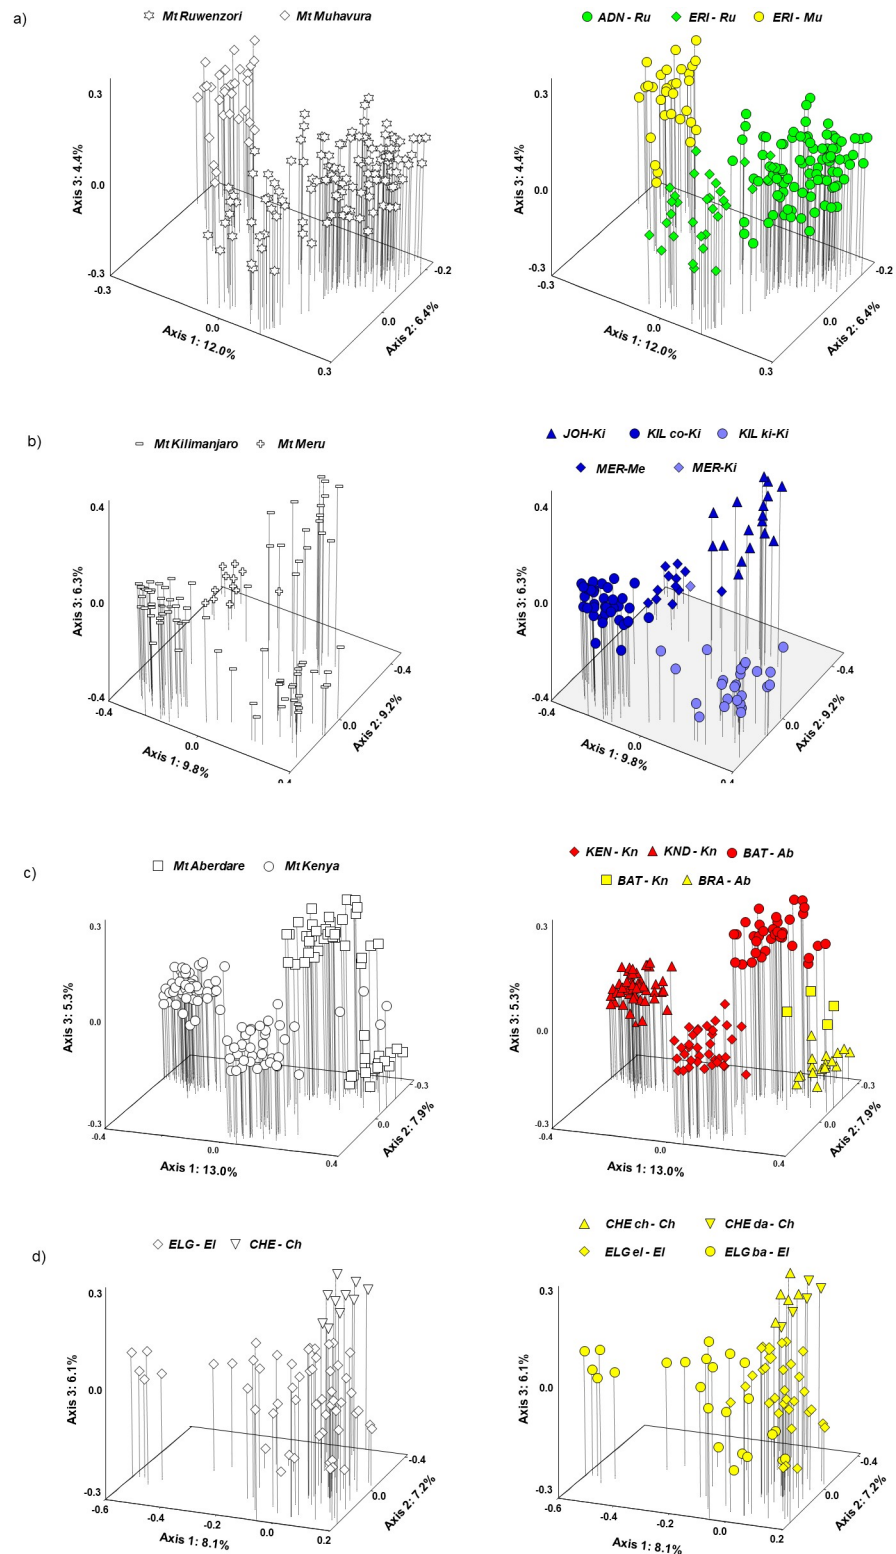 a)
Mt Ruwenzori Mt Muhavura
ADN - Ru ERI - Ru ERI - Mu
0.3
0.0
-0.3
Axis 3: 4.4%
-0.3
0.0
0.3
Axis 1: 12.0%
-0.2
0.0
Axis 2: 6.4%
0.3
0.0
-0.3
Axis 3: 4.4%
-0.3
0.0
0.3
Axis 1: 12.0%
-0.2
0.0
Axis 2: 6.4%
b)
Mt Kilimanjaro Mt Meru
JOH-Ki KIL co-Ki KIL ki-Ki
MER-Me MER-Ki
0.4
0.0
-0.4
Axis 3: 6.3%
-0.4
0.0
0.4
Axis 1: 9.8%
-0.4
0.0
Axis 2: 9.2%
0.4
0.0
-0.4
Axis 3: 6.3%
-0.4
0.0
0.4
Axis 1: 9.8%
-0.4
0.0
Axis 2: 9.2%
c)
Mt Aberdare Mt Kenya
KEN - Kn KND - Kn BAT - Ab
BAT - Kn BRA - Ab
0.3
0.0
-0.3
Axis 3: 5.3%
-0.4
0.0
0.4
Axis 1: 13.0%
-0.3
0.0
Axis 2: 7.9%
0.3
0.0
-0.3
Axis 3: 5.3%
-0.4
0.0
0.4
Axis 1: 13.0%
-0.3
0.0
Axis 2: 7.9%
d)
ELG - El CHE - Ch
CHE ch - Ch CHE da - Ch
ELG el - El ELG ba - El
0.3
0.0
-0.3
Axis 3: 6.1%
-0.6
0.0
0.2
Axis 1: 8.1%
-0.4
0.0
Axis 2: 7.2%
0.3
0.0
-0.3
Axis 3: 6.1%
-0.6
0.0
0.2
Axis 1: 8.1%
-0.4
0.0
Axis 2: 7.2%